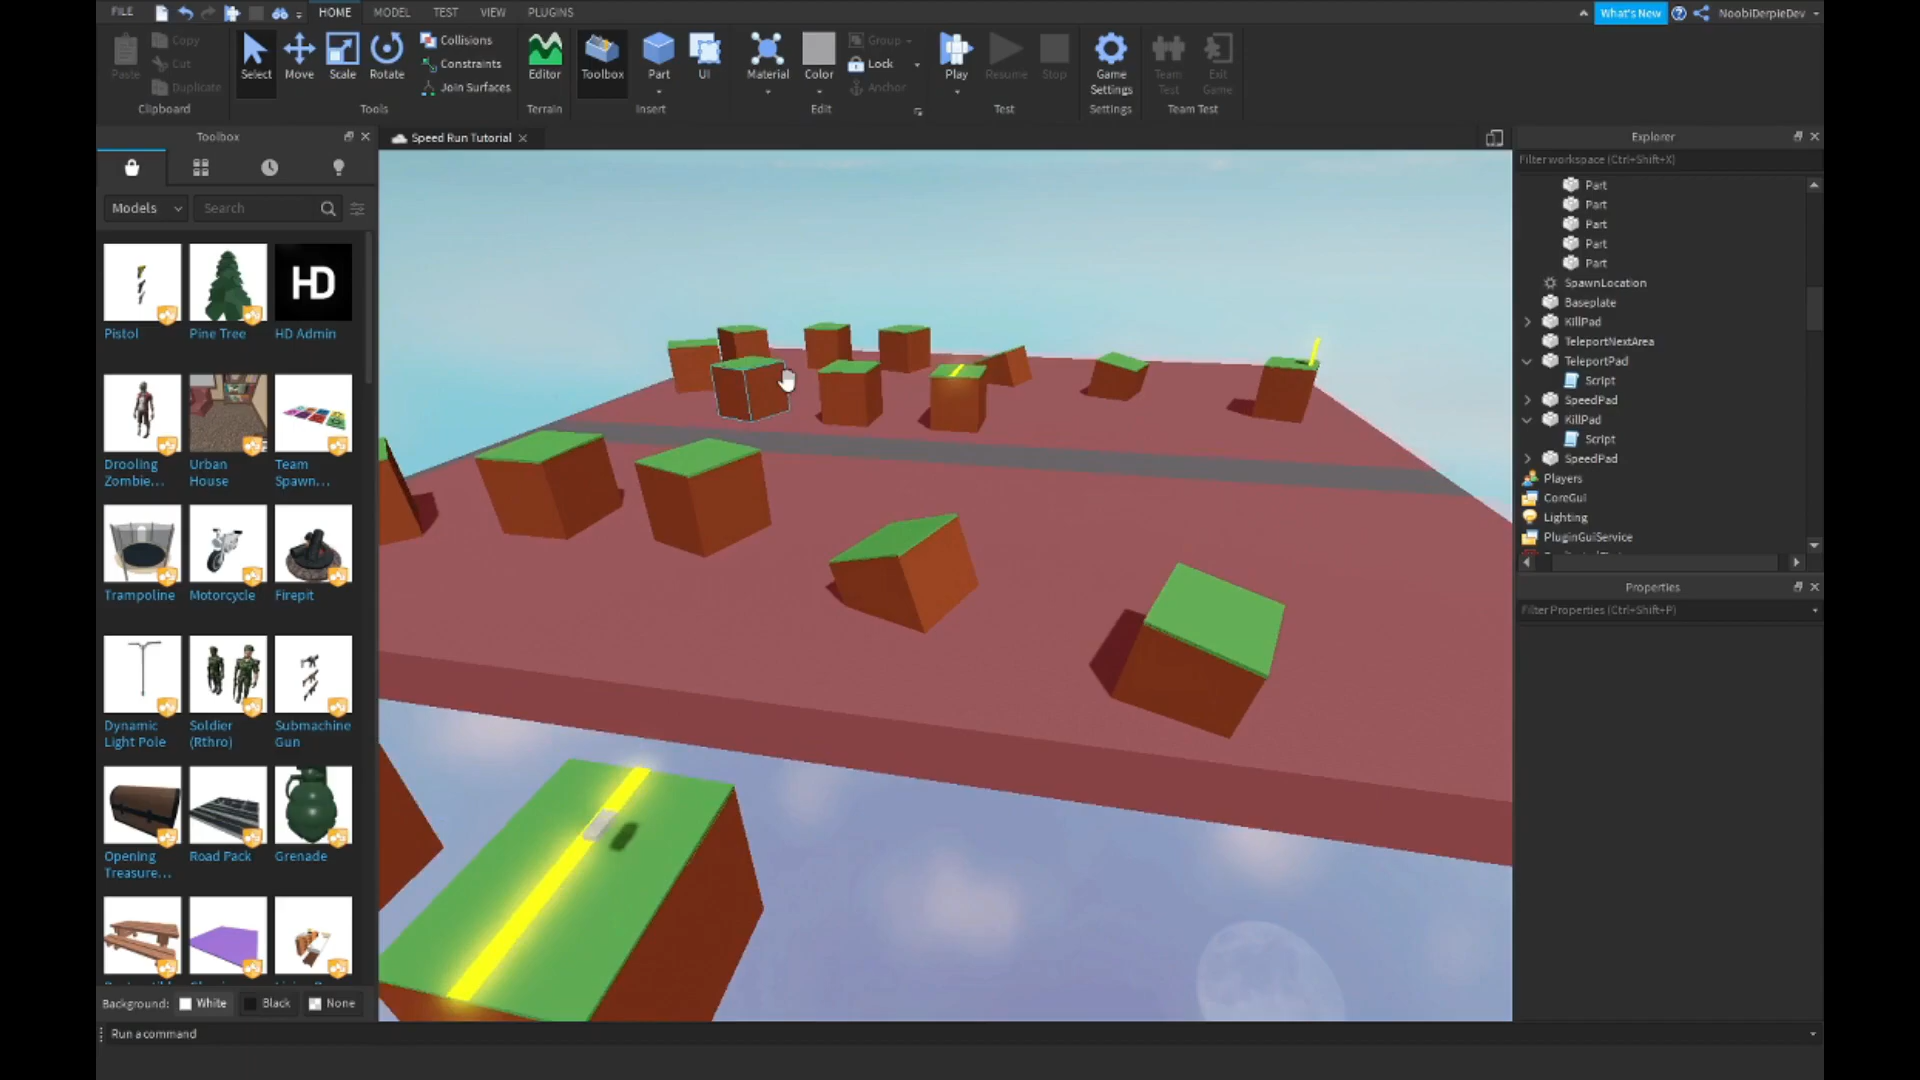 FILE HOME MODEL TEST VIEW PLUGINS What's New NoobiDerpieDev
Paste Copy Cut Duplicate Clipboard
Select Move Scale Rotate Collisions Constraints Join Surfaces Tools
Editor Terrain
Toolbox Part UI Insert
Material Color Group Lock Anchor Edit
Play Resume Stop Test
Game Settings Settings
Team Test Exit Game Team Test
Toolbox
Speed Run Tutorial
Models Search
Pistol Pine Tree HD HD Admin
Drooling Zombie... Urban House Team Spawn...
Trampoline Motorcycle Firepit
Dynamic Light Pole Soldier (Rthro) Submachine Gun
Opening Treasure... Road Pack Grenade
Background: White Black None
Run a command
Explorer
Filter workspace (Ctrl+Shift+X)
Part
Part
Part
Part
Part
SpawnLocation
Baseplate
KillPad
TeleportNextArea
TeleportPad
Script
SpeedPad
KillPad
Script
SpeedPad
Players
CoreGui
Lighting
PluginGuiService
Properties
Filter Properties (Ctrl+Shift+P)